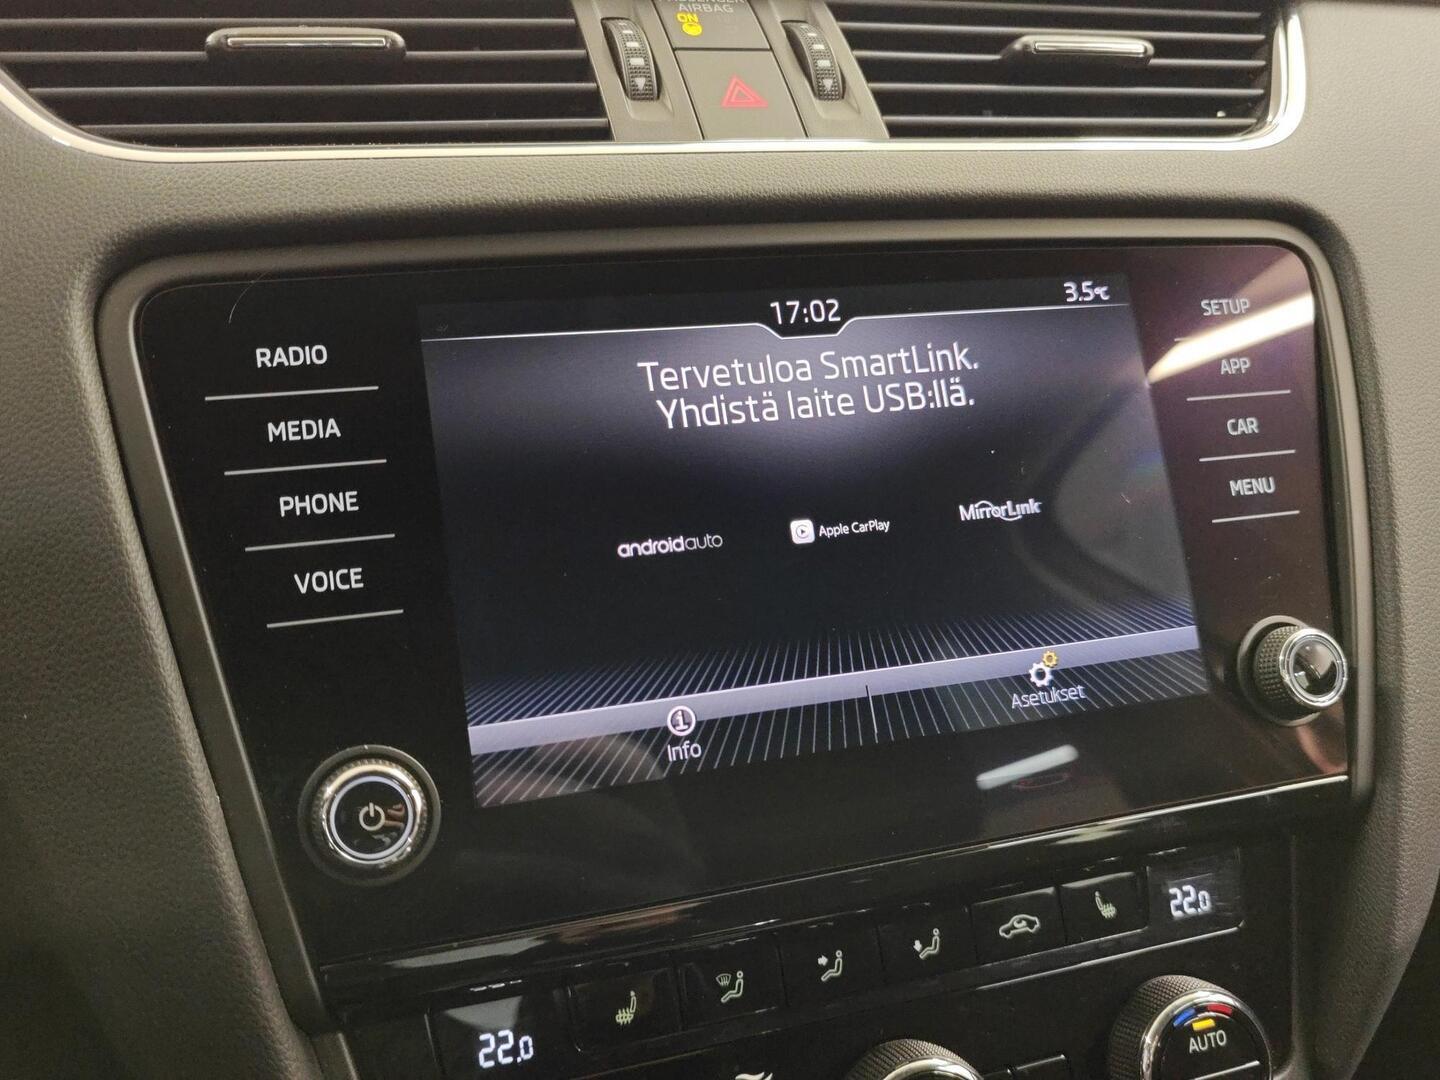 PASSENGER
AIRBAG
ON
17:02
3.5°C
Tervetuloa SmartLink.
Yhdistä laite USB:llä.
androidauto
Apple CarPlay
MirrorLink
Info
Asetukset
RADIO
MEDIA
PHONE
VOICE
SETUP
APP
CAR
MENU
22.0
22.0
AUTO